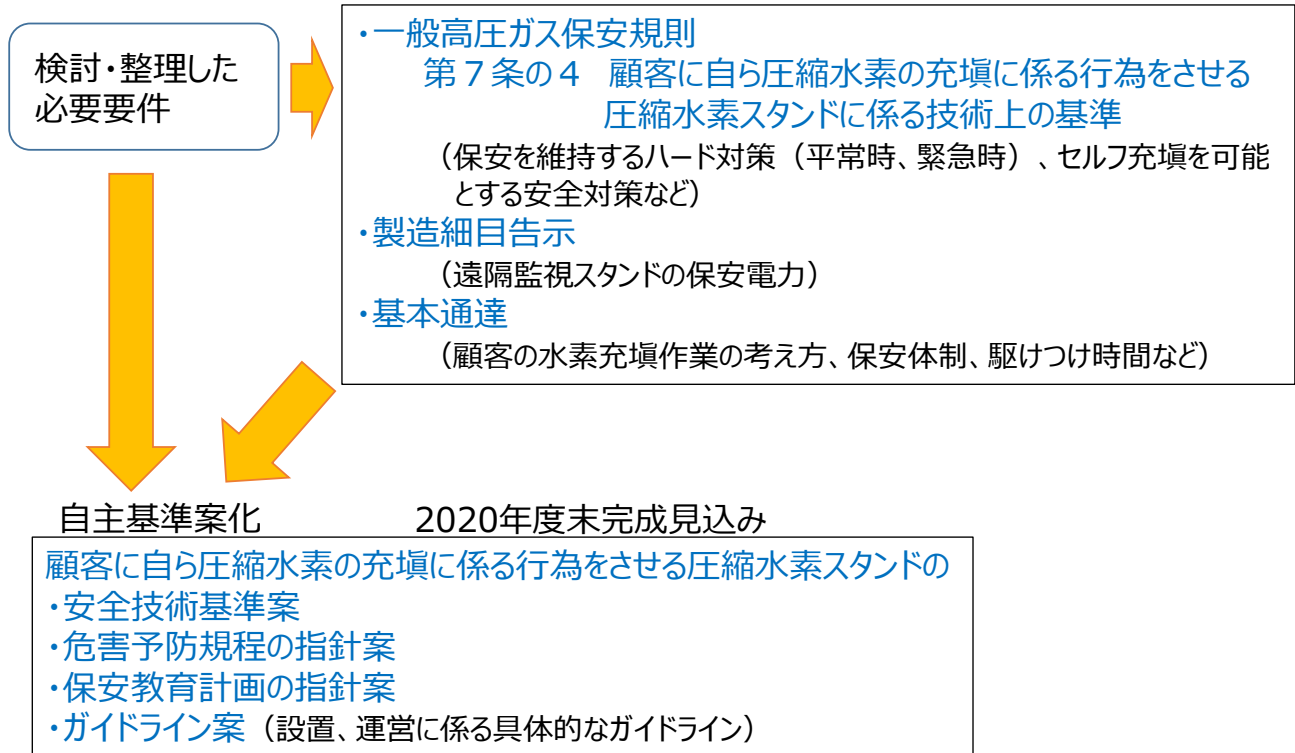 検討・整理した
必要要件
・一般高圧ガス保安規則
第７条の４　顧客に自ら圧縮水素の充塡に係る行為をさせる
圧縮水素スタンドに係る技術上の基準
（保安を維持するハード対策（平常時、緊急時）、セルフ充塡を可能
とする安全対策など）
・製造細目告示
（遠隔監視スタンドの保安電力）
・基本通達
（顧客の水素充塡作業の考え方、保安体制、駆けつけ時間など）
自主基準案化　2020年度末完成見込み
顧客に自ら圧縮水素の充塡に係る行為をさせる圧縮水素スタンドの
・安全技術基準案
・危害予防規程の指針案
・保安教育計画の指針案
・ガイドライン案（設置、運営に係る具体的なガイドライン）